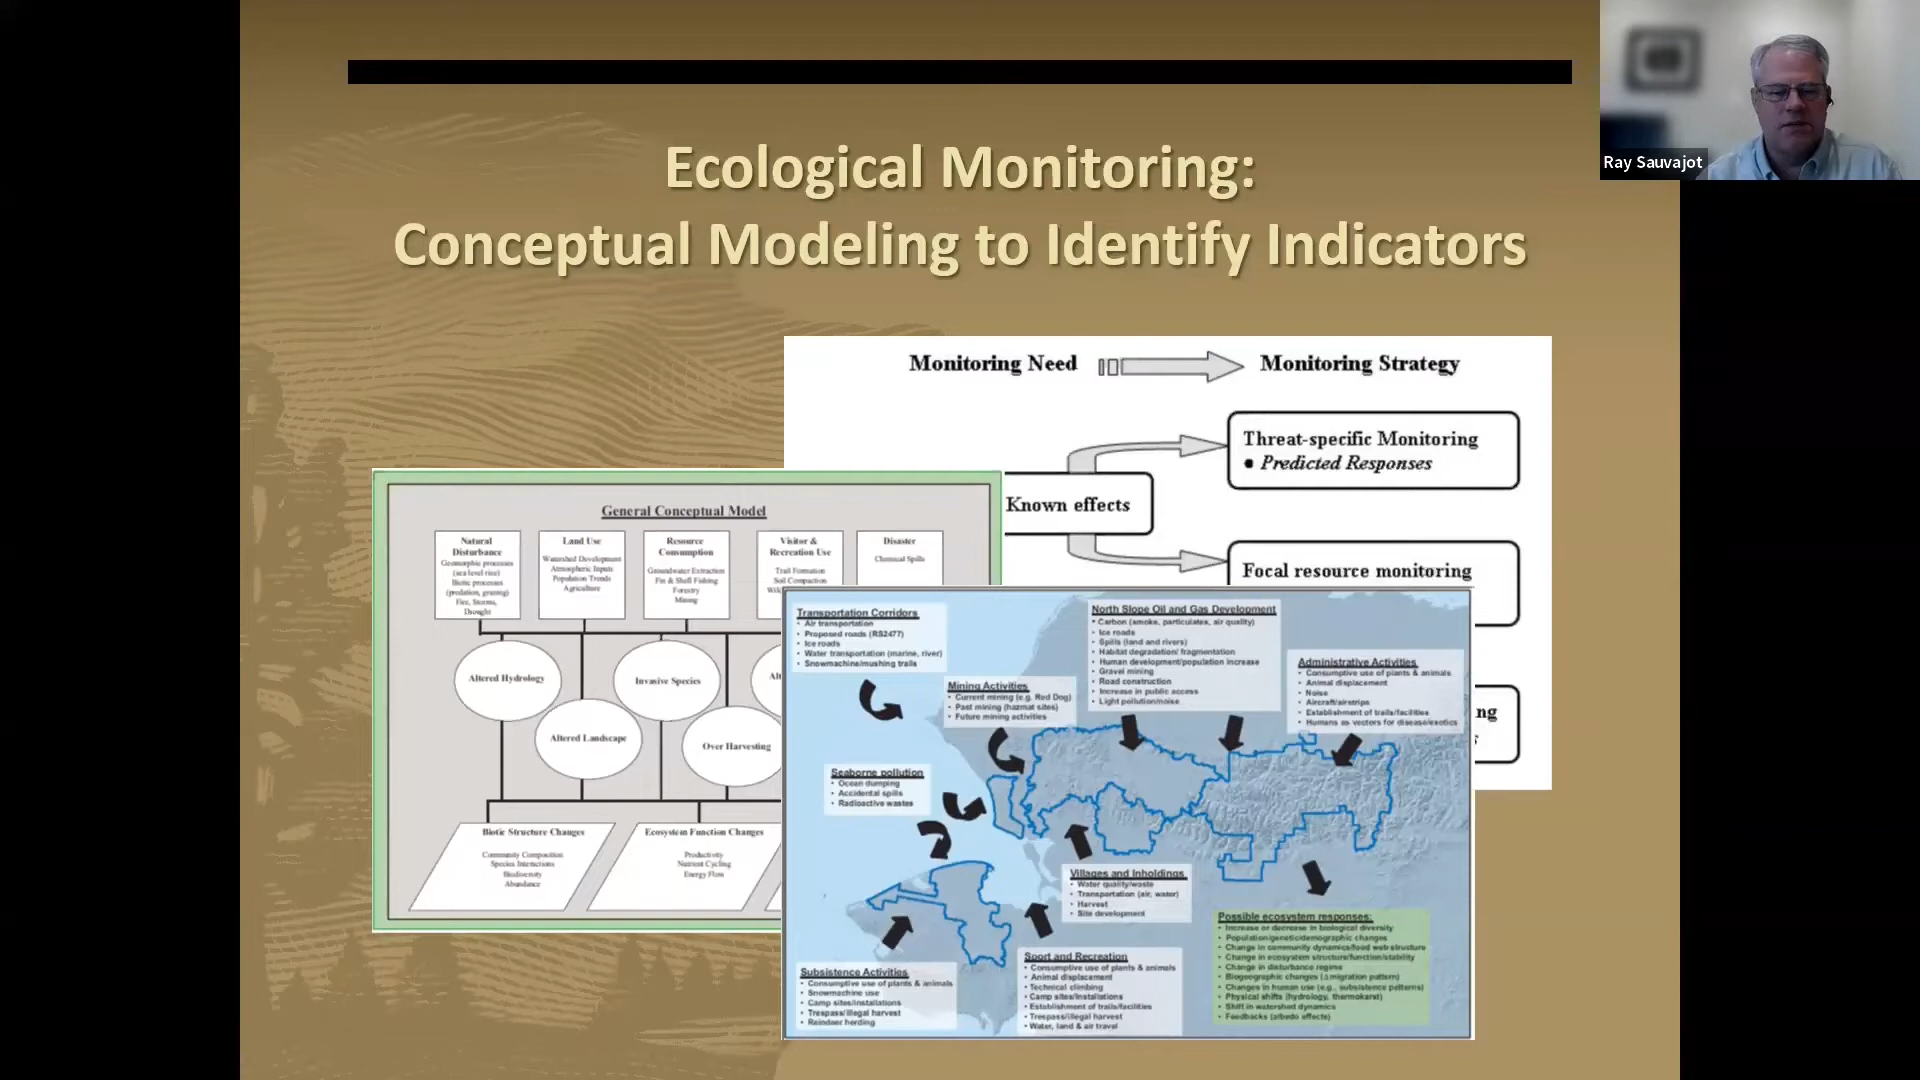 Ecological Monitoring:
Conceptual Modeling to Identify Indicators
Ray Sauvajot
Monitoring Need
Monitoring Strategy
Threat-specific Monitoring
• Predicted Responses
Known effects
Focal resource monitoring
ng
General Conceptual Model
Natural
Disturbance
Geomorphic processes
(sea level rise)
Biotic processes
(predation, grazing)
Fire, Storms,
Drought
Land Use
Watershed Development
Atmospheric Inputs
Population Trends
Agriculture
Resource
Consumption
Groundwater Extraction
Fin & Shell Fishing
Forestry
Mining
Visitor &
Recreation Use
Trail Formation
Soil Compaction
Disaster
Chemical Spills
Altered Hydrology
Invasive Species
Altered Landscape
Over Harvesting
Biotic Structure Changes
Community Composition
Species Interactions
Biodiversity
Abundance
Ecosystem Function Changes
Productivity
Nutrient Cycling
Energy Flow
Transportation Corridors
• Air transportation
• Proposed roads (RS2477)
• Ice roads
• Water transportation (marine, river)
• Snowmachine/mushing trails
Mining Activities
• Current mining (e.g. Red Dog)
• Past mining (hazmat sites)
• Future mining activities
North Slope Oil and Gas Development
• Carbon (smoke, particulates, air quality)
• Ice roads
• Spills (land and rivers)
• Habitat degradation/ fragmentation
• Human development/population increase
• Gravel mining
• Road construction
• Increase in public access
• Light pollution/noise
Administrative Activities
• Consumptive use of plants & animals
• Animal displacement
• Noise
• Aircraft/airstrips
• Establishment of trails/facilities
• Humans as vectors for disease/exotics
Seaborne pollution
• Ocean dumping
• Accidental spills
• Radioactive wastes
Villages and Inholdings
• Water quality/waste
• Transportation (air, water)
• Harvest
• Site development
Subsistence Activities
• Consumptive use of plants & animals
• Snowmachine use
• Camp sites/installations
• Trespass/illegal harvest
• Reindeer herding
Sport and Recreation
• Consumptive use of plants & animals
• Animal displacement
• Technical climbing
• Camp sites/installations
• Establishment of trails/facilities
• Trespass/illegal harvest
• Water, land & air travel
Possible ecosystem responses:
• Increase or decrease in biological diversity
• Population/genetic/demographic changes
• Change in community dynamics/food web structure
• Change in ecosystem structure/function/stability
• Change in disturbance regime
• Biogeographic changes (Δ migration pattern)
• Changes in human use (e.g., subsistence patterns)
• Physical shifts (hydrology, thermokarst)
• Shift in watershed dynamics
• Feedbacks (albedo effects)